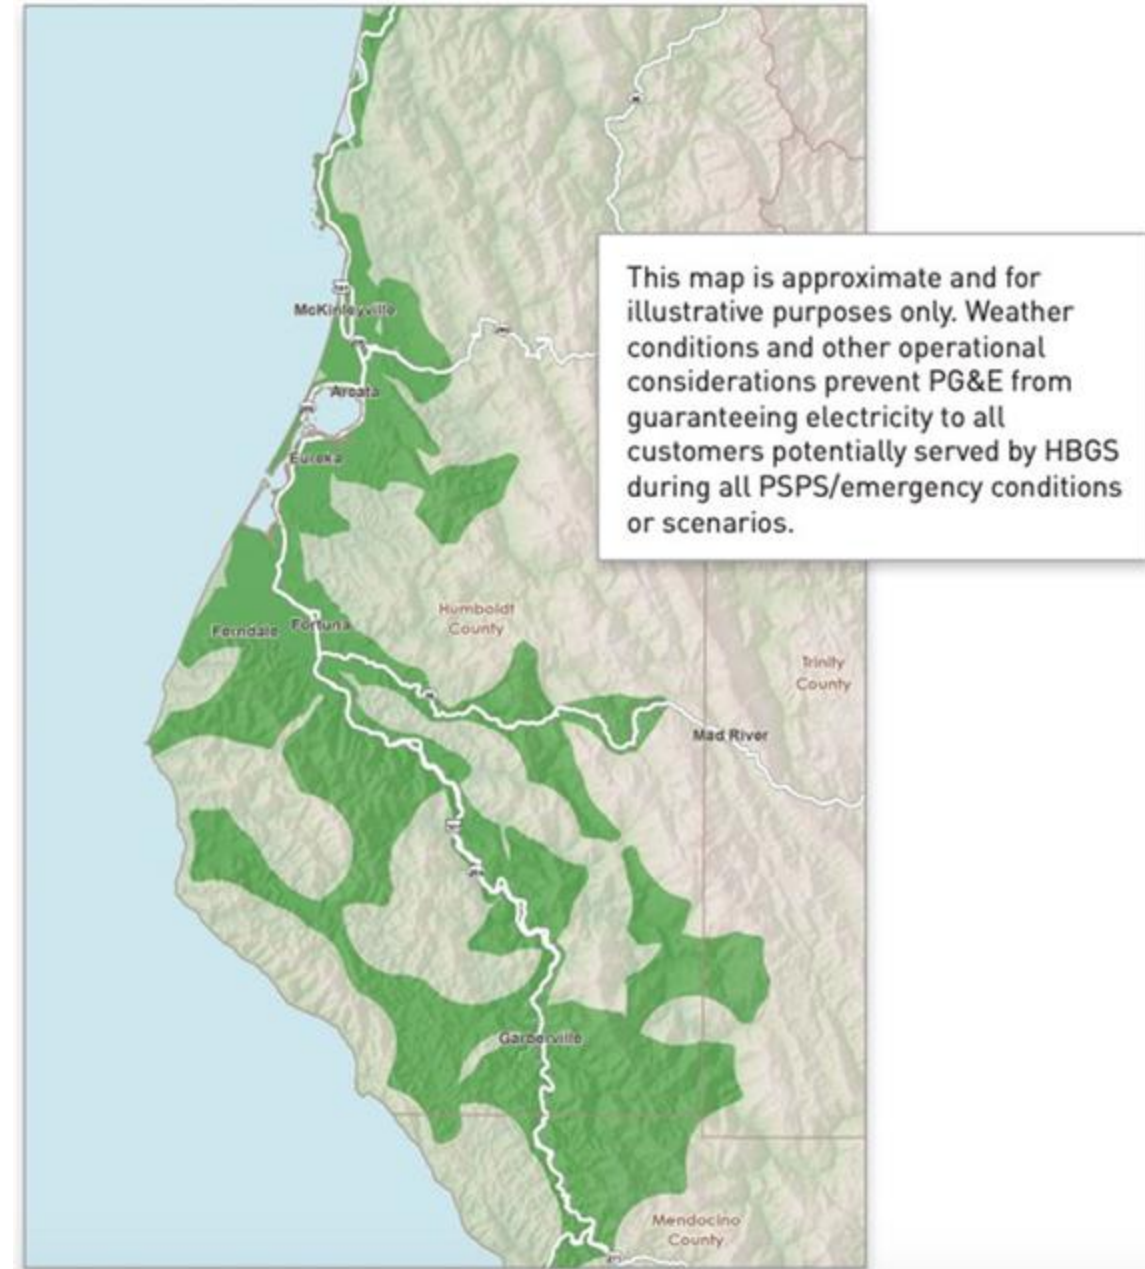 McKinleyville
Arcata
Eureka
This map is approximate and for
illustrative purposes only. Weather
conditions and other operational
considerations prevent PG&E from
guaranteeing electricity to all
customers potentially served by HBGS
during all PSPS/emergency conditions
or scenarios.
Humboldt
County
Ferndale
Fortuna
Trinity
County
Mad River
Garberville
Mendocino
County